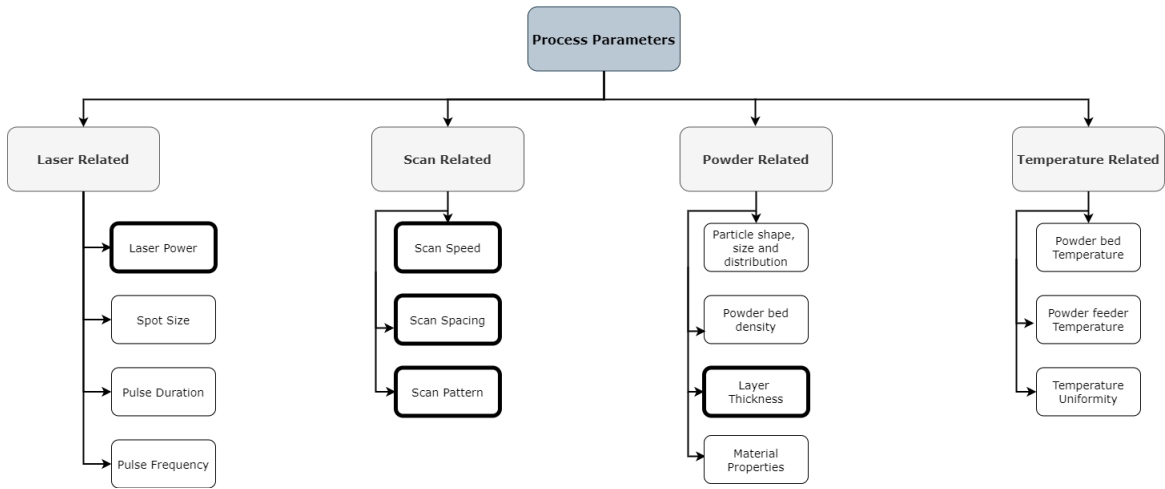 Process Parameters
Laser Related
Scan Related
Powder Related
Temperature Related
Laser Power
Spot Size
Pulse Duration
Pulse Frequency
Scan Speed
Scan Spacing
Scan Pattern
Particle shape,
size and
distribution
Powder bed
density
Layer
Thickness
Material
Properties
Powder bed
Temperature
Powder feeder
Temperature
Temperature
Uniformity